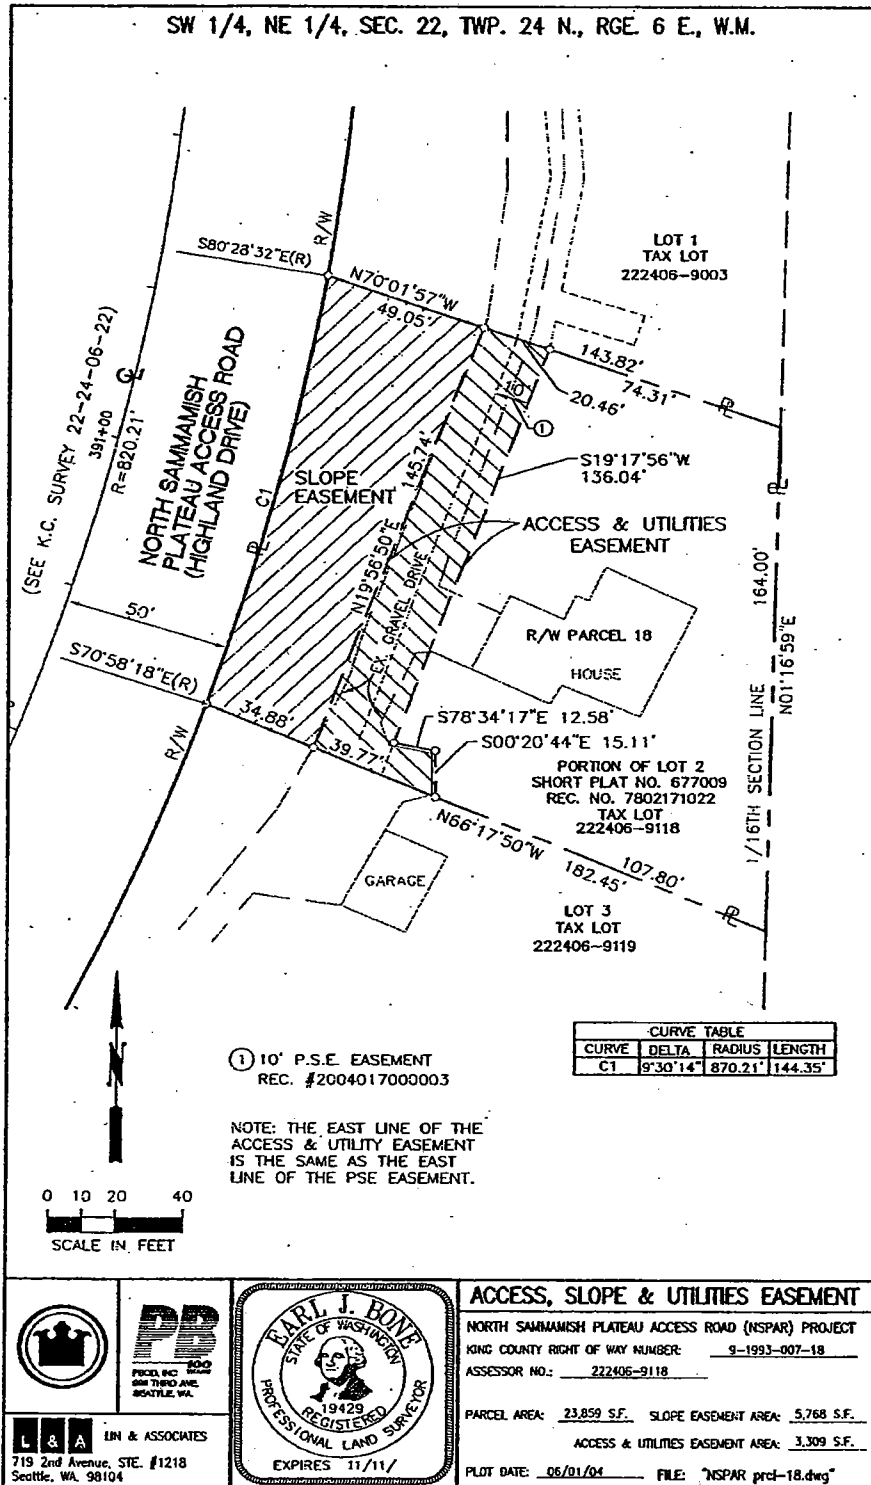 SW 1/4, NE 1/4, SEC. 22, TWP. 24 N., RGE. 6 E., W.M.
R/W
S80°28'32"E(R)
N70°01'57"W
49.05'
LOT 1
TAX LOT
222406-9003
143.82'
74.31'
20.46'
10
1
S19°17'56"W
136.04'
(SEE K.C. SURVEY 22-24-06-22)
391+00
R=820.21'
NORTH SAMMAMISH
PLATEAU ACCESS ROAD
(HIGHLAND DRIVE)
C1
SLOPE
EASEMENT
145.74'
N19°56'50"E
ACCESS & UTILITIES
EASEMENT
EX. GRAVEL DRIVE
50'
S70°58'18"E(R)
R/W PARCEL 18
HOUSE
164.00'
N01°16'59"E
1/16TH SECTION LINE
34.88'
39.77'
R/W
S78°34'17"E 12.58'
S00°20'44"E 15.11'
PORTION OF LOT 2
SHORT PLAT NO. 677009
REC. NO. 7802171022
TAX LOT
222406-9118
N66°17'50"W
107.80'
182.45'
GARAGE
LOT 3
TAX LOT
222406-9119
N
1 10' P.S.E. EASEMENT
REC. #2004017000003
CURVE TABLE
CURVE DELTA RADIUS LENGTH
C1 9°30'14" 870.21' 144.35'
NOTE: THE EAST LINE OF THE
ACCESS & UTILITY EASEMENT
IS THE SAME AS THE EAST
LINE OF THE PSE EASEMENT.
0 10 20 40
SCALE IN FEET
PB
100
YEARS
PBQD, INC
THIRD AVE.
SEATTLE, WA.
L & A LIN & ASSOCIATES
719 2nd Avenue, STE. #1218
Seattle, WA. 98104
EARL J. BONE
STATE OF WASHINGTON
19429
REGISTERED
PROFESSIONAL LAND SURVEYOR
EXPIRES 11/11/
ACCESS, SLOPE & UTILITIES EASEMENT
NORTH SAMMAMISH PLATEAU ACCESS ROAD (NSPAR) PROJECT
KING COUNTY RIGHT OF WAY NUMBER: 9-1993-007-18
ASSESSOR NO.: 222406-9118
PARCEL AREA: 23,859 S.F. SLOPE EASEMENT AREA: 5,768 S.F.
ACCESS & UTILITIES EASEMENT AREA: 3,309 S.F.
PLOT DATE: 06/01/04 FILE: "NSPAR prcl-18.dwg"